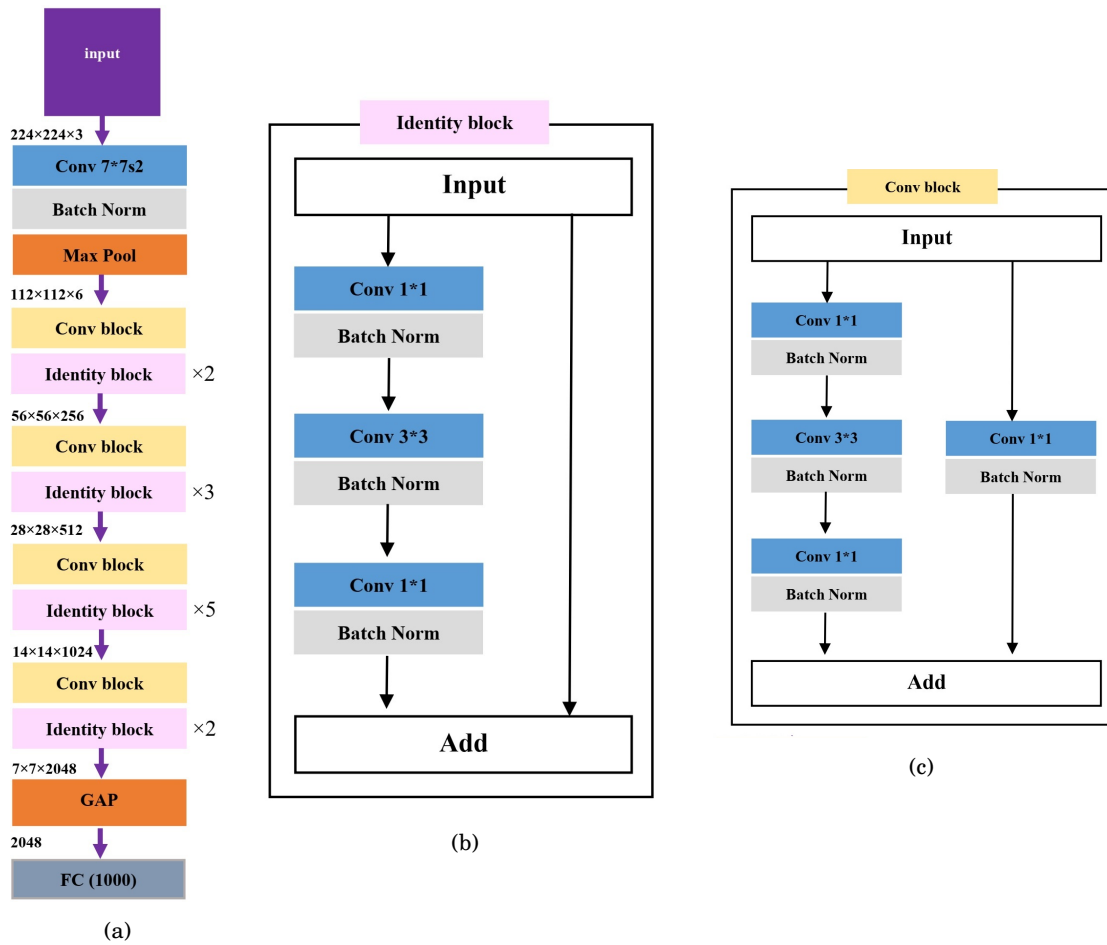 input
224×224×3
Conv 7*7s2
Batch Norm
Max Pool
112×112×6
Conv block
Identity block ×2
56×56×256
Conv block
Identity block ×3
28×28×512
Conv block
Identity block ×5
14×14×1024
Conv block
Identity block ×2
7×7×2048
GAP
2048
FC (1000)
(a)
Identity block
Input
Conv 1*1
Batch Norm
Conv 3*3
Batch Norm
Conv 1*1
Batch Norm
Add
(b)
Conv block
Input
Conv 1*1
Batch Norm
Conv 3*3
Batch Norm
Conv 1*1
Batch Norm
Conv 1*1
Batch Norm
Add
(c)